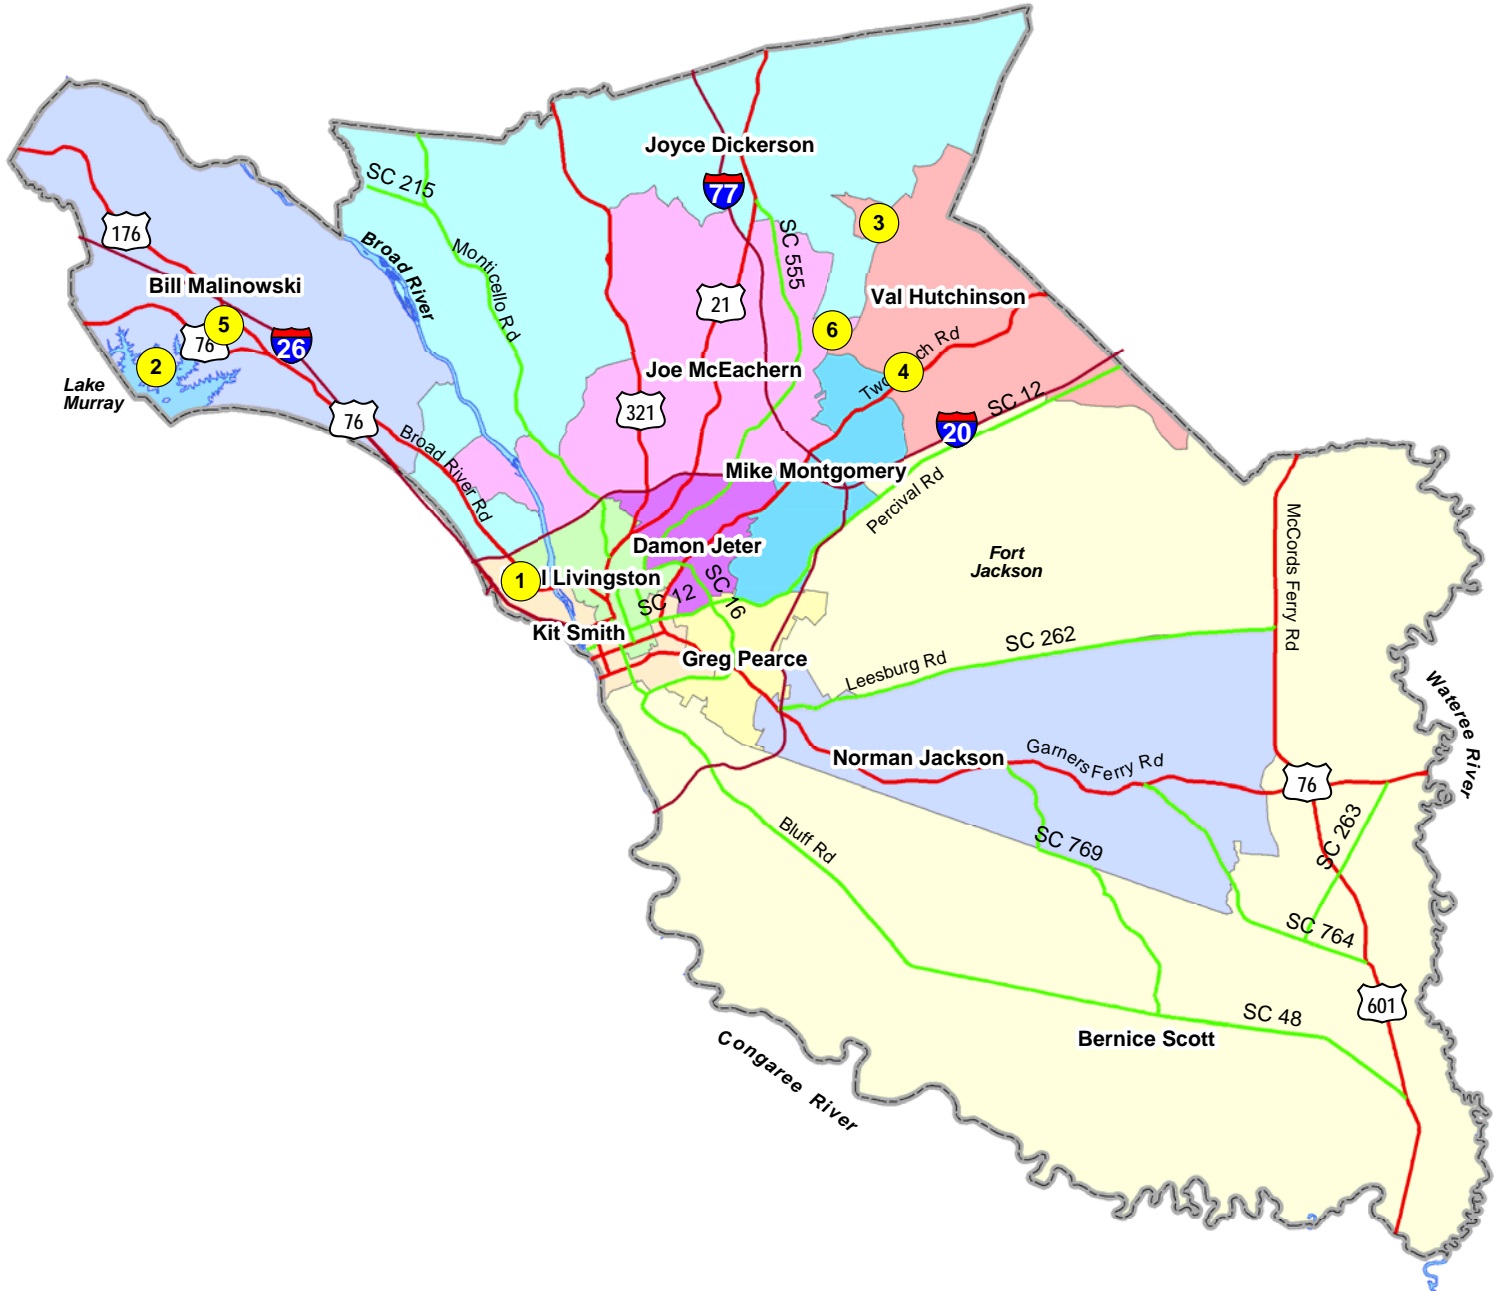 Joyce Dickerson
77
SC 215
3
176
Broad River
SC 555
Monticello Rd
Bill Malinowski
Val Hutchinson
21
5
6
76
26
2
ch Rd
4
Two
Joe McEachern
Lake
Murray
321
76
SC 12
20
Broad River Rd
Mike Montgomery
Percival Rd
McCords Ferry Rd
Damon Jeter
Fort
Jackson
1
l Livingston
SC 16
SC 12
Kit Smith
SC 262
Greg Pearce
Leesburg Rd
Wateree River
Norman Jackson
Garners Ferry Rd
76
SC 263
Bluff Rd
SC 769
SC 764
601
SC 48
Bernice Scott
Congaree River